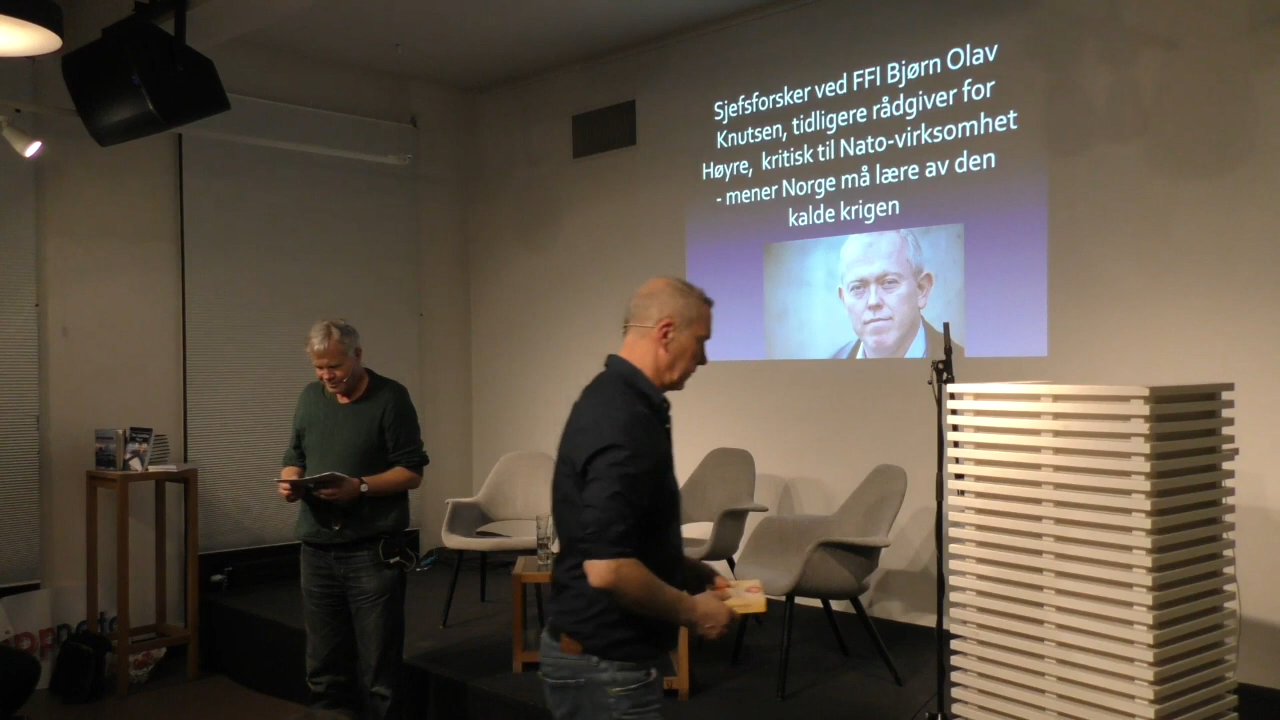 Sjefsforsker ved FFI Bjørn Olav
Knutsen, tidligere rådgiver for
Høyre, kritisk til Nato-virksomhet
- mener Norge må lære av den
kalde krigen